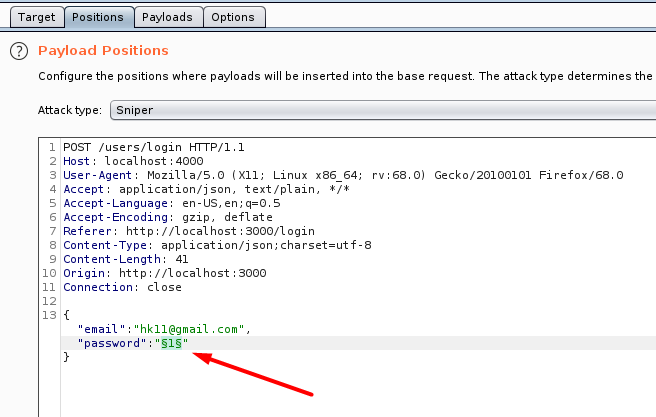 Target Positions Payloads Options
? Payload Positions
Configure the positions where payloads will be inserted into the base request. The attack type determines the
Attack type: Sniper
1 POST /users/login HTTP/1.1
2 Host: localhost:4000
3 User-Agent: Mozilla/5.0 (X11; Linux x86_64; rv:68.0) Gecko/20100101 Firefox/68.0
4 Accept: application/json, text/plain, */*
5 Accept-Language: en-US,en;q=0.5
6 Accept-Encoding: gzip, deflate
7 Referer: http://localhost:3000/login
8 Content-Type: application/json;charset=utf-8
9 Content-Length: 41
10 Origin: http://localhost:3000
11 Connection: close
12
13 {
"email":"hk11@gmail.com",
"password":"§1§"
}